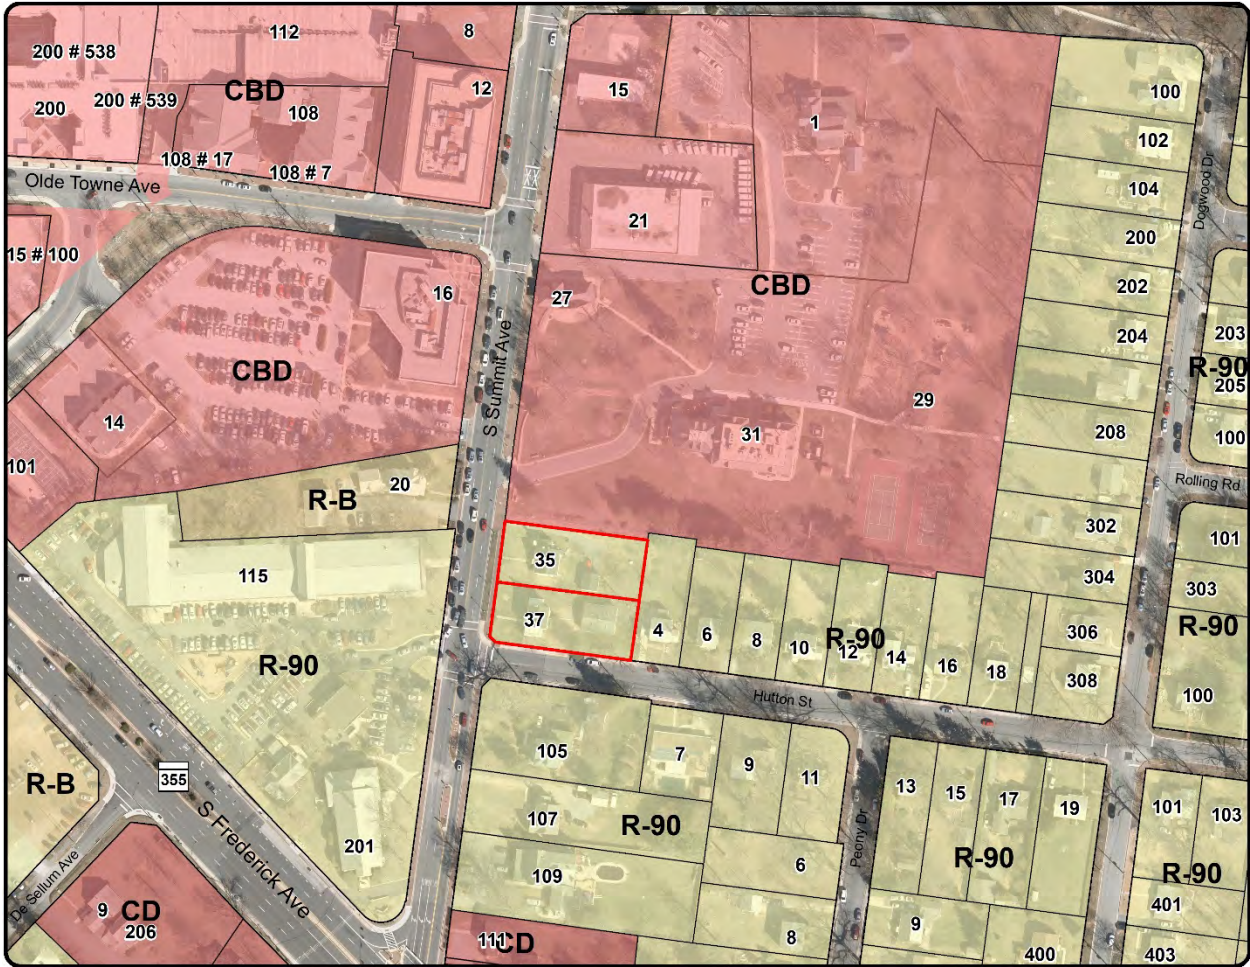 112
8
200 # 538
CBD
12
15
200
200 # 539
108
1
100
102
108 # 17
108 # 7
Olde Towne Ave
104
Dogwood Dr
21
200
15 # 100
CBD
202
16
27
204
203
R-90
205
CBD
S Summit Ave
29
14
31
208
100
101
20
Rolling Rd
R-B
302
101
35
304
303
115
37
4
6
8
10
R-90
12
14
16
18
306
R-90
R-90
308
100
Hutton St
105
7
9
11
R-B
355
13
15
17
19
101
103
107
R-90
S Frederick Ave
Peony Dr
201
R-90
6
R-90
109
De Sellum Ave
9
CD
206
401
9
111
CD
8
400
403